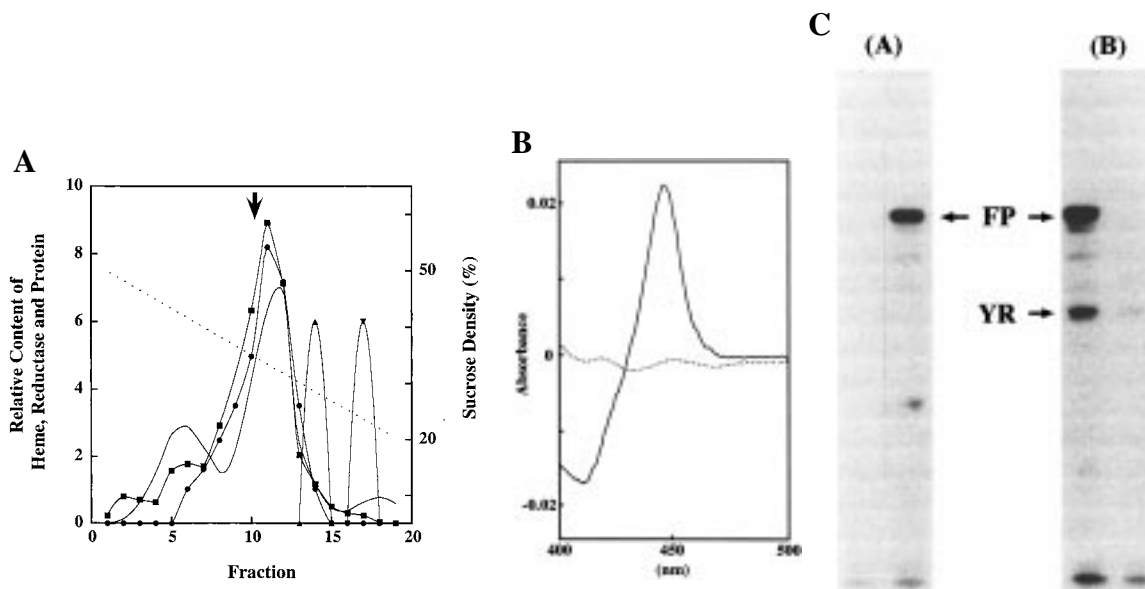 A
10
8
6
4
2
0
0
5
10
15
20
50
20
Relative Content of
Heme, Reductase and Protein
Sucrose Density (%)
Fraction
B
0.02
0
-0.02
Absorbance
400
450
500
(nm)
C
(A)
(B)
FP
YR